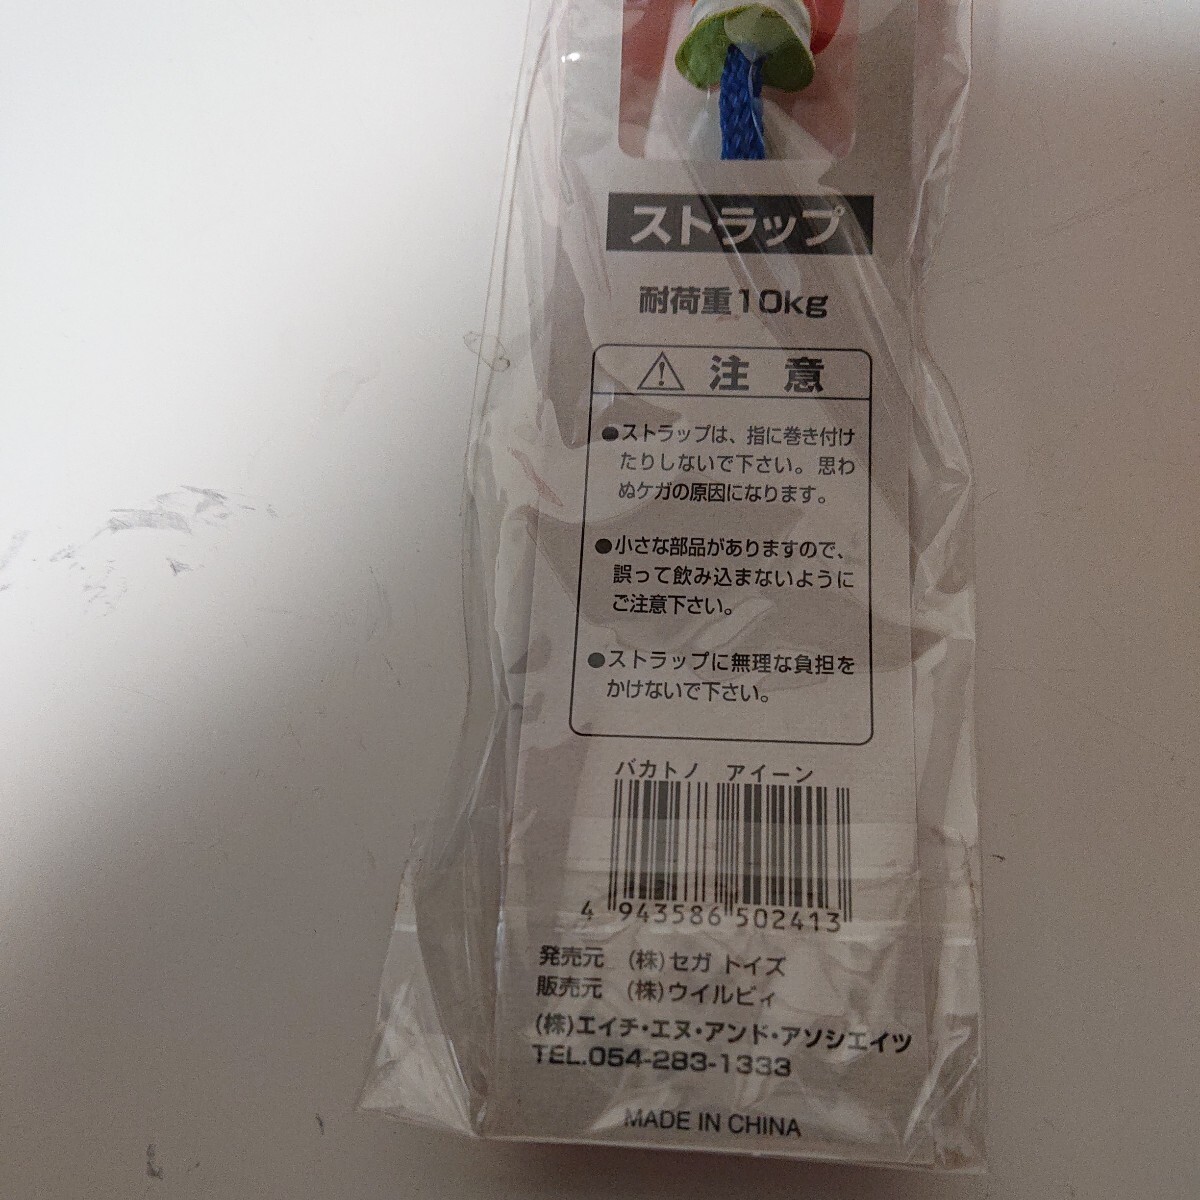 ストラップ
耐荷重10kg
注 意
●ストラップは、指に巻き付け
たりしないで下さい。思わ
ぬケガの原因になります。
●小さな部品がありますので、
誤って飲み込まないように
ご注意下さい。
●ストラップに無理な負担を
かけないで下さい。
バカトノ アイーン
4 943586 502413
発売元 (株)セガ トイズ
販売元 (株)ウイルビィ
(株)エイチ・エヌ・アンド・アソシエイツ
TEL.054-283-1333
MADE IN CHINA